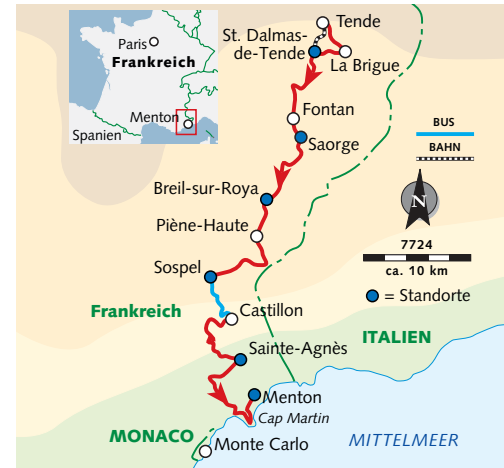 Paris
Frankreich
Menton
Spanien
Tende
St. Dalmas-
de-Tende
La Brigue
Fontan
Saorge
Breil-sur-Roya
Piène-Haute
Sospel
Frankreich
Castillon
Sainte-Agnès
Menton
Cap Martin
MONACO
Monte Carlo
BUS
BAHN
N
7724
ca. 10 km
= Standorte
ITALIEN
MITTELMEER